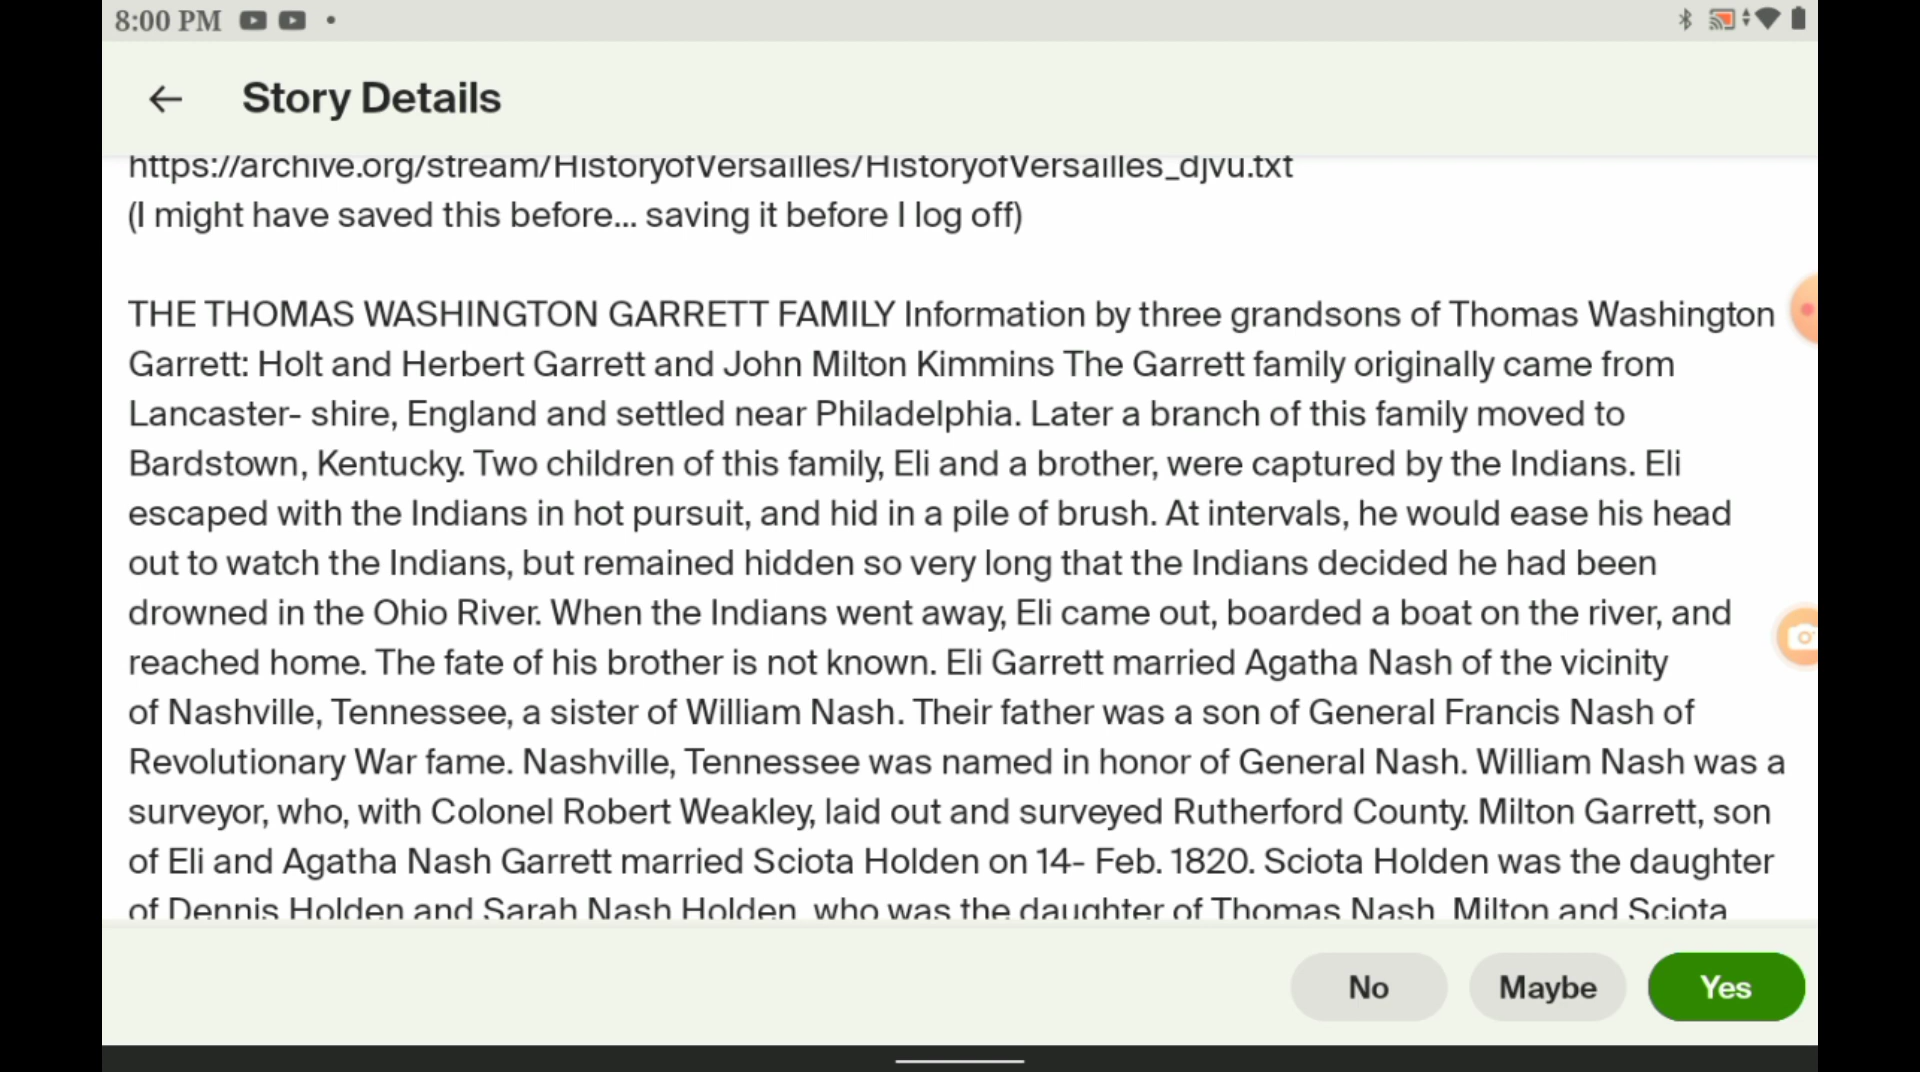 8:00 PM
Story Details
https://archive.org/stream/HistoryofVersailles/HistoryofVersailles_djvu.txt
(I might have saved this before... saving it before I log off)
THE THOMAS WASHINGTON GARRETT FAMILY Information by three grandsons of Thomas Washington
Garrett: Holt and Herbert Garrett and John Milton Kimmins The Garrett family originally came from
Lancaster- shire, England and settled near Philadelphia. Later a branch of this family moved to
Bardstown, Kentucky. Two children of this family, Eli and a brother, were captured by the Indians. Eli
escaped with the Indians in hot pursuit, and hid in a pile of brush. At intervals, he would ease his head
out to watch the Indians, but remained hidden so very long that the Indians decided he had been
drowned in the Ohio River. When the Indians went away, Eli came out, boarded a boat on the river, and
reached home. The fate of his brother is not known. Eli Garrett married Agatha Nash of the vicinity
of Nashville, Tennessee, a sister of William Nash. Their father was a son of General Francis Nash of
Revolutionary War fame. Nashville, Tennessee was named in honor of General Nash. William Nash was a
surveyor, who, with Colonel Robert Weakley, laid out and surveyed Rutherford County. Milton Garrett, son
of Eli and Agatha Nash Garrett married Sciota Holden on 14- Feb. 1820. Sciota Holden was the daughter
of Dennis Holden and Sarah Nash Holden, who was the daughter of Thomas Nash. Milton and Sciota
No
Maybe
Yes